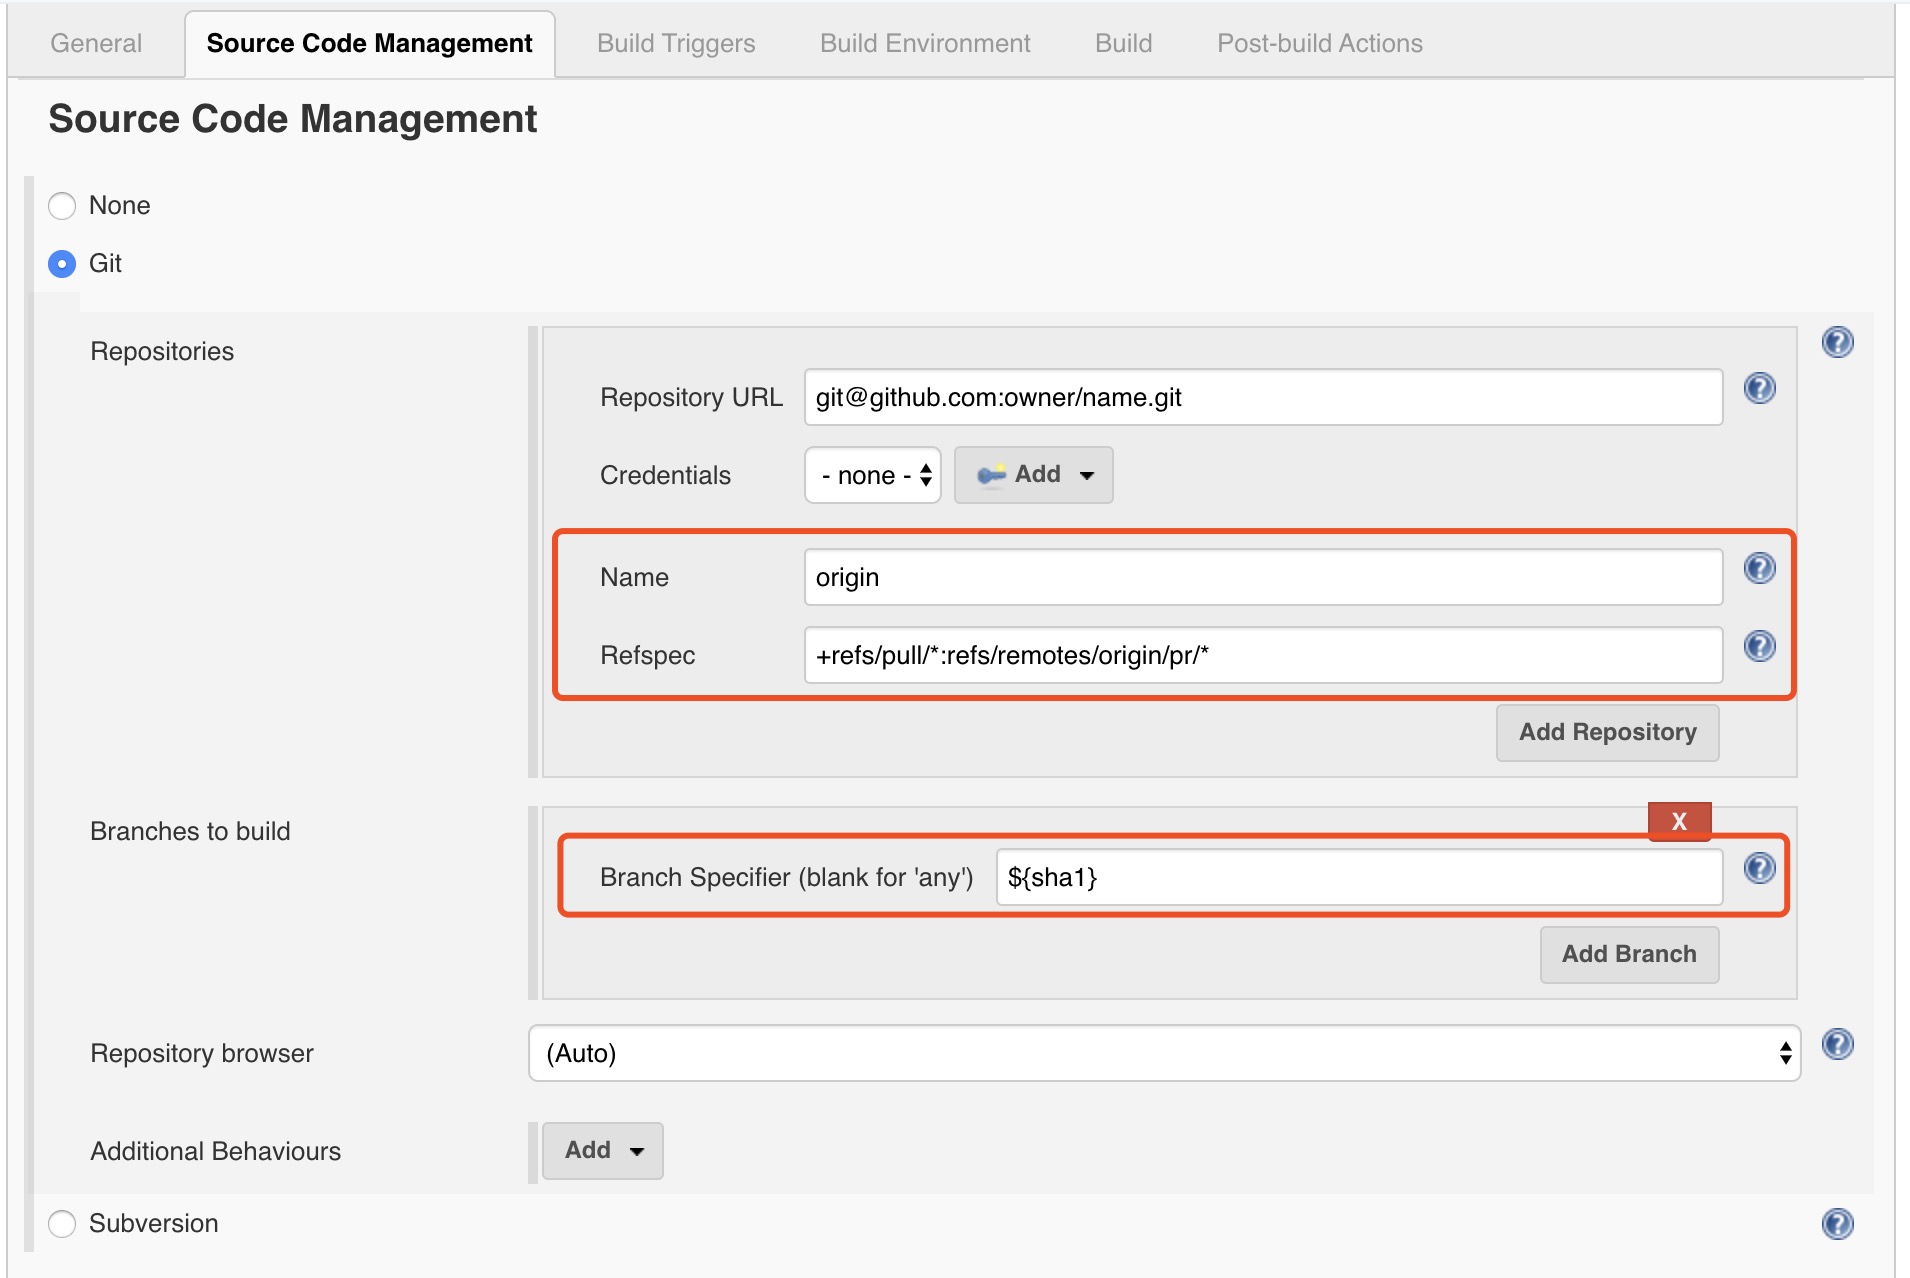 General Source Code Management Build Triggers Build Environment Build Post-build Actions
Source Code Management
None
Git
Repositories
Repository URL git@github.com:owner/name.git
Credentials - none - Add
Name origin
Refspec +refs/pull/*:refs/remotes/origin/pr/*
Add Repository
Branches to build
X
Branch Specifier (blank for 'any') ${sha1}
Add Branch
Repository browser (Auto)
Additional Behaviours Add
Subversion